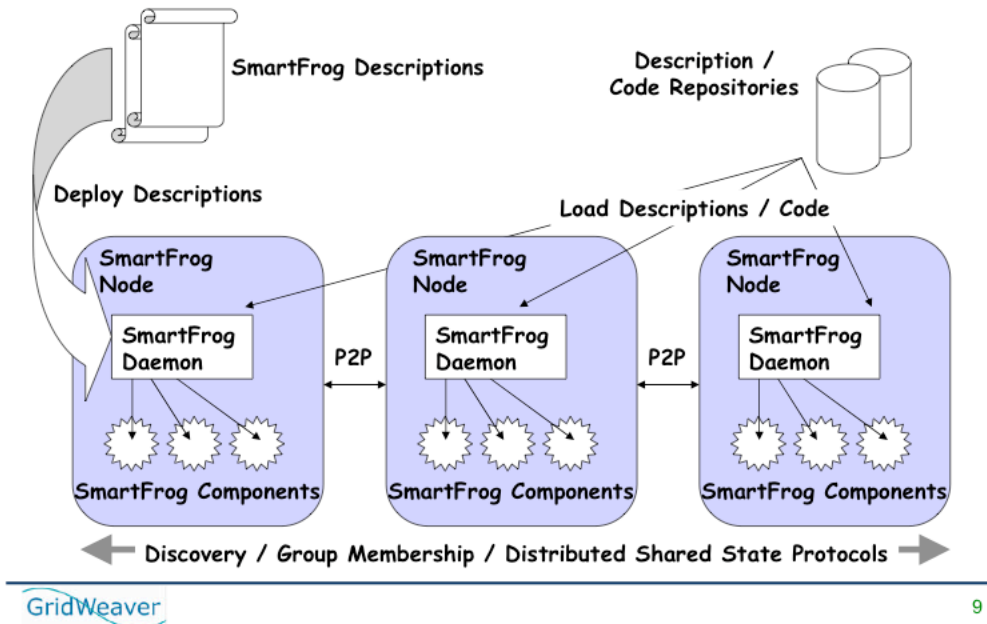 SmartFrog Descriptions
Description /
Code Repositories
Deploy Descriptions
Load Descriptions / Code
SmartFrog
Node
SmartFrog
Node
SmartFrog
Node
SmartFrog
Daemon
P2P
SmartFrog
Daemon
P2P
SmartFrog
Daemon
SmartFrog Components
SmartFrog Components
SmartFrog Components
Discovery / Group Membership / Distributed Shared State Protocols
GridWeaver
9